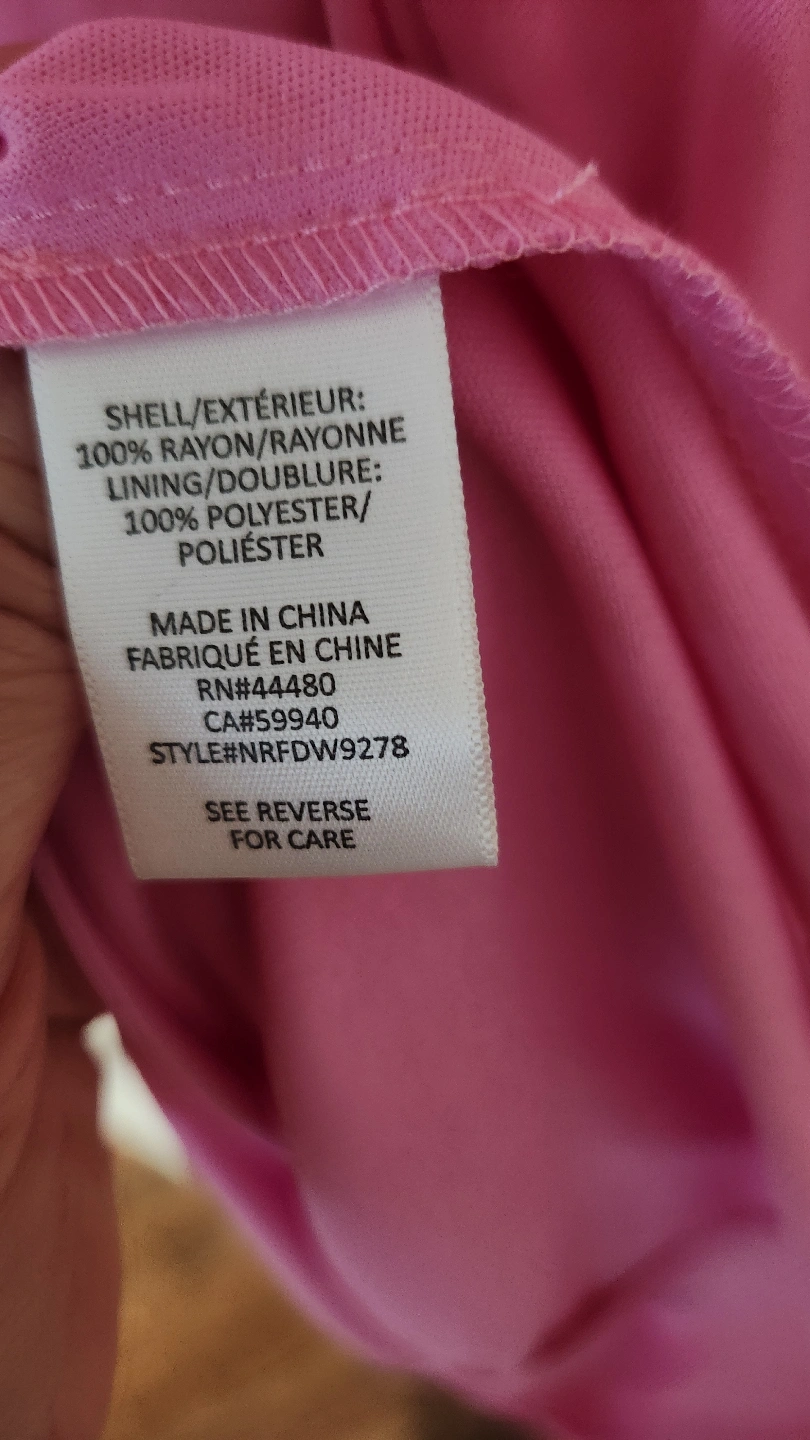 SHELL/EXTÉRIEUR:
100% RAYON/RAYONNE
LINING/DOUBLURE:
100% POLYESTER/
POLIÉSTER
MADE IN CHINA
FABRIQUÉ EN CHINE
RN#44480
CA#59940
STYLE#NRFDW9278
SEE REVERSE
FOR CARE